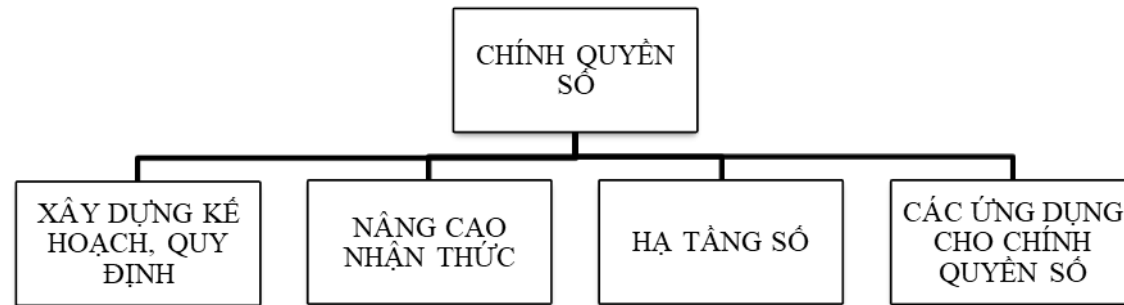 CHÍNH QUYỀN
SỐ
XÂY DỰNG KẾ
HOẠCH, QUY
ĐỊNH
NÂNG CAO
NHẬN THỨC
HẠ TẦNG SỐ
CÁC ỨNG DỤNG
CHO CHÍNH
QUYỀN SỐ